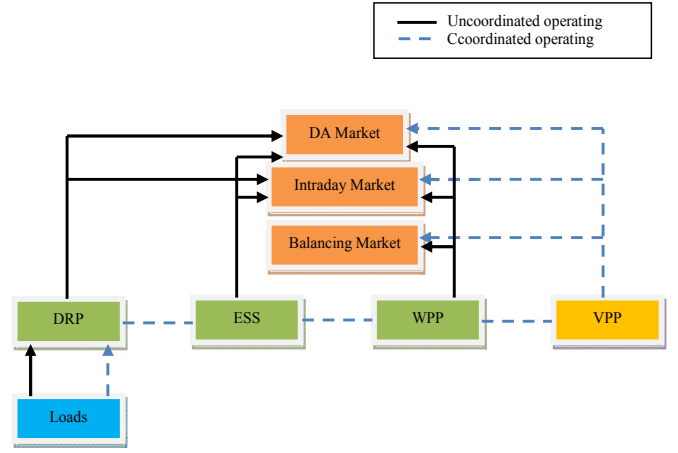 Uncoordinated operating
Ccoordinated operating
DA Market
Intraday Market
Balancing Market
DRP
ESS
WPP
VPP
Loads